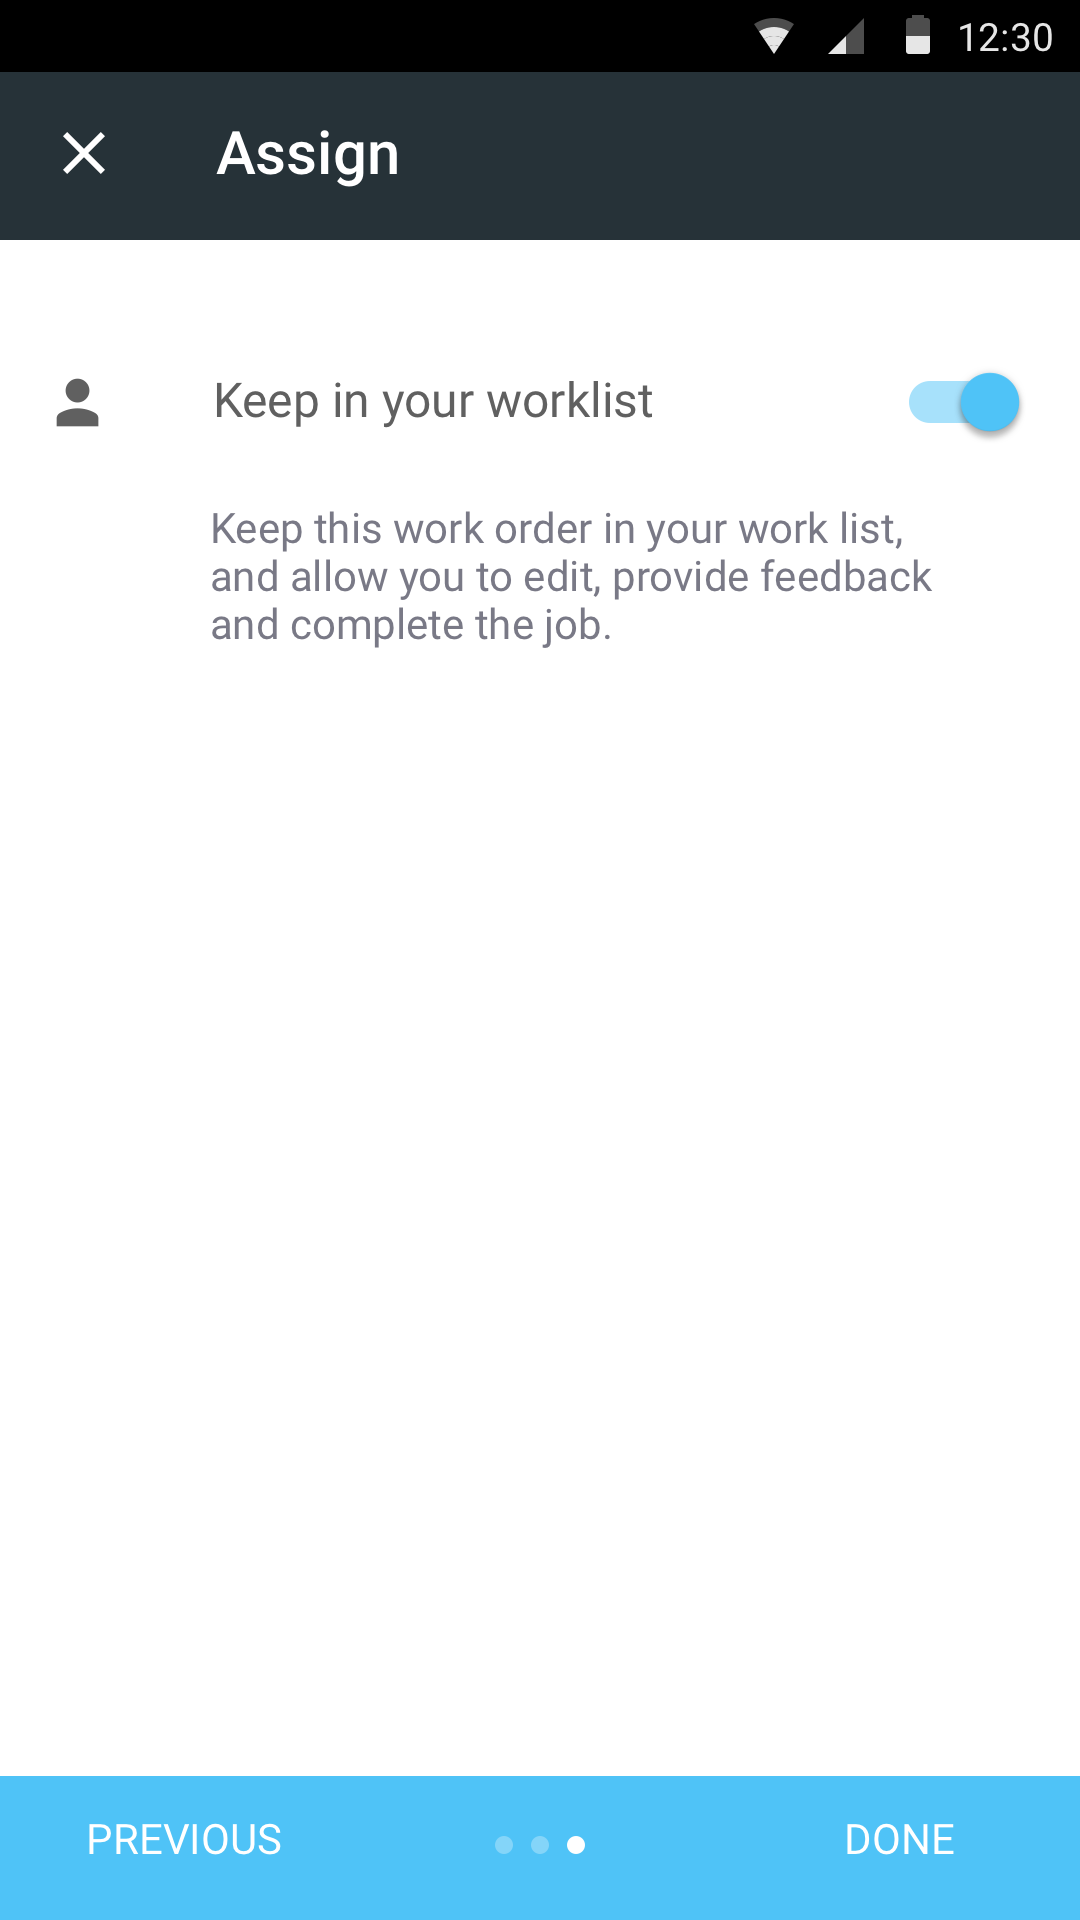 12:30
Assign
Keep in your worklist
Keep this work order in your work list,
and allow you to edit, provide feedback
and complete the job.
PREVIOUS
DONE